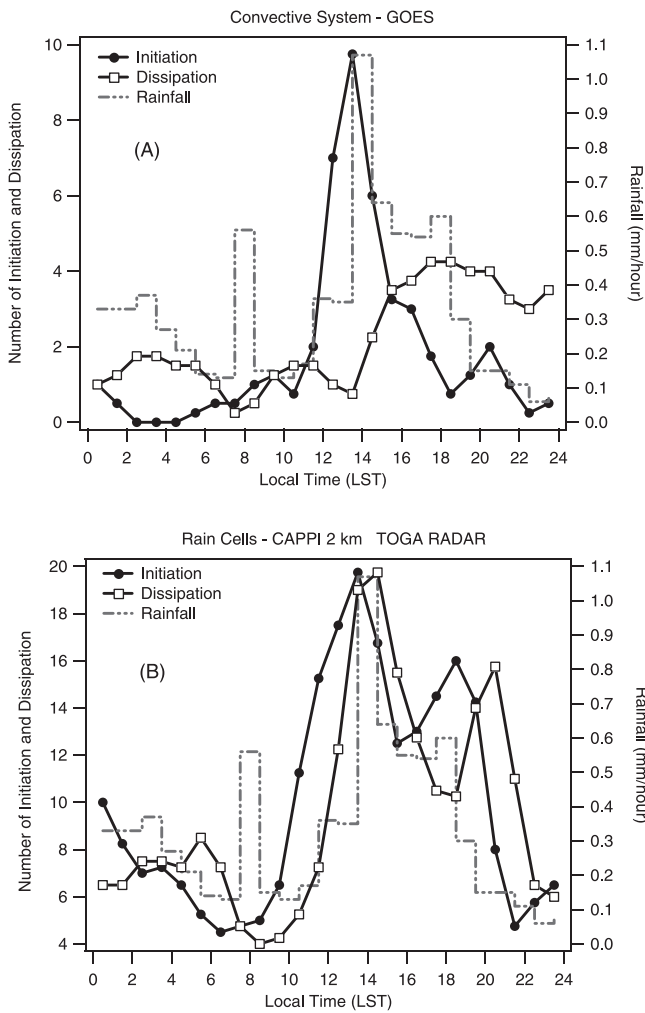 Convective System - GOES
Initiation
Dissipation
Rainfall
(A)
Number of Initiation and Dissipation
10
8
6
4
2
0
1.1
1.0
0.9
0.8
0.7
0.6
0.5
0.4
0.3
0.2
0.1
0.0
Rainfall (mm/hour)
0 2 4 6 8 10 12 14 16 18 20 22 24
Local Time (LST)
Rain Cells - CAPPI 2 km TOGA RADAR
Initiation
Dissipation
Rainfall
(B)
Number of Initiation and Dissipation
20
18
16
14
12
10
8
6
4
1.1
1.0
0.9
0.8
0.7
0.6
0.5
0.4
0.3
0.2
0.1
0.0
Rainfall (mm/hour)
0 2 4 6 8 10 12 14 16 18 20 22 24
Local Time (LST)